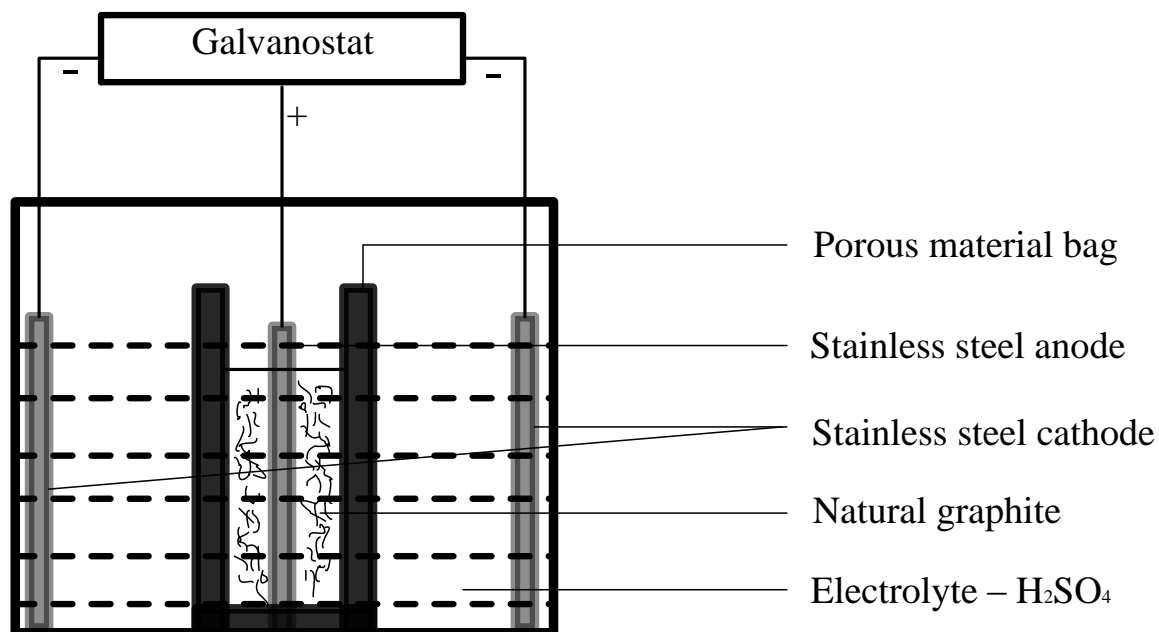 Galvanostat
- -
+
Porous material bag
Stainless steel anode
Stainless steel cathode
Natural graphite
Electrolyte – H₂SO₄